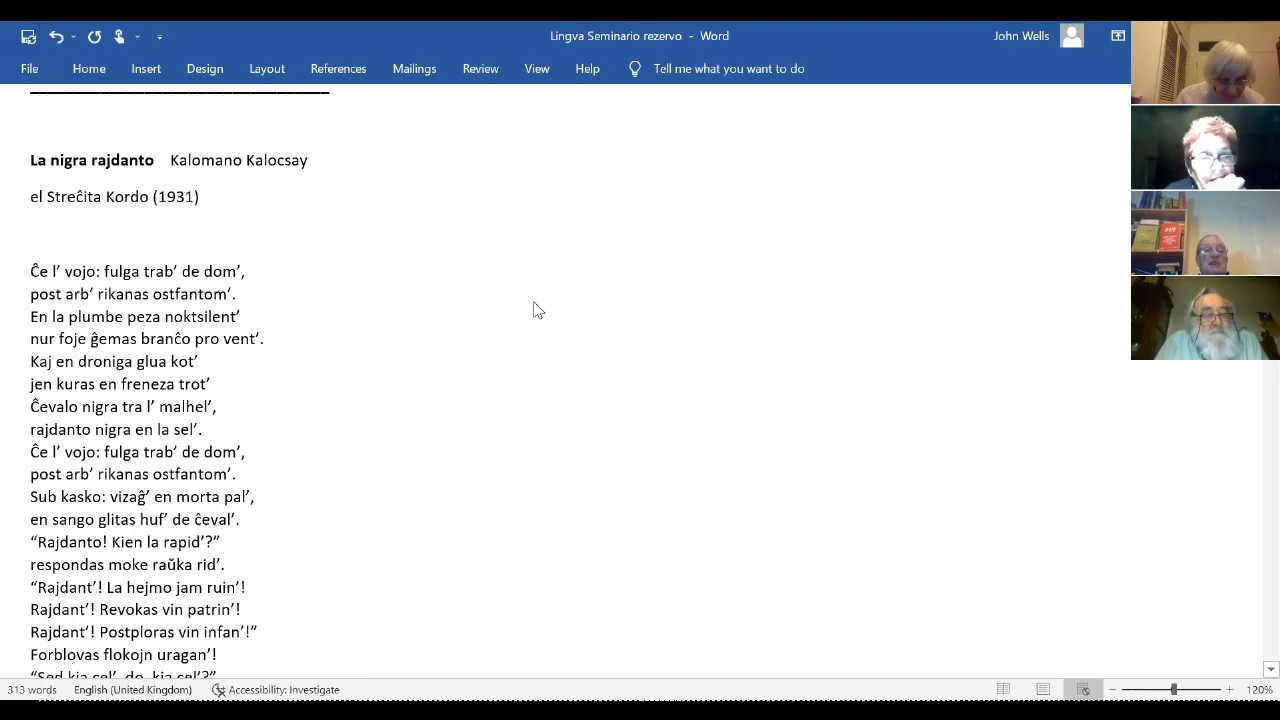 Lingva Seminario rezervo - Word
John Wells
File Home Insert Design Layout References Mailings Review View Help Tell me what you want to do
La nigra rajdanto Kalomano Kalocsay
el Streĉita Kordo (1931)
Ĉe l’ vojo: fulga trab’ de dom’,
post arb’ rikanas ostfantom’.
En la plumbe peza noktsilent’
nur foje ĝemas branĉo pro vent’.
Kaj en droniga glua kot’
jen kuras en freneza trot’
Ĉevalo nigra tra l’ malhel’,
rajdanto nigra en la sel’.
Ĉe l’ vojo: fulga trab’ de dom’,
post arb’ rikanas ostfantom’.
Sub kasko: vizaĝ’ en morta pal’,
en sango glitas huf’ de ĉeval’.
“Rajdanto! Kien la rapid’?”
respondas moke raŭka rid’.
“Rajdant’! La hejmo jam ruin’!
Rajdant’! Revokas vin patrin’!
Rajdant’! Postploras vin infan’!”
Forblovas flokojn uragan’!
“Sed kia cel’, do, kia cel’?”
313 words English (United Kingdom) Accessibility: Investigate 120%